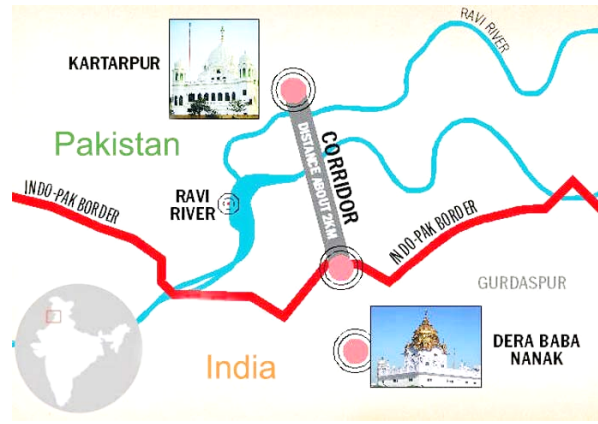 KARTARPUR
RAVI RIVER
Pakistan
CORRIDOR
DISTANCE ABOUT 2KM
INDO-PAK BORDER
RAVI
RIVER
INDO-PAK BORDER
GURDASPUR
India
DERA BABA
NANAK